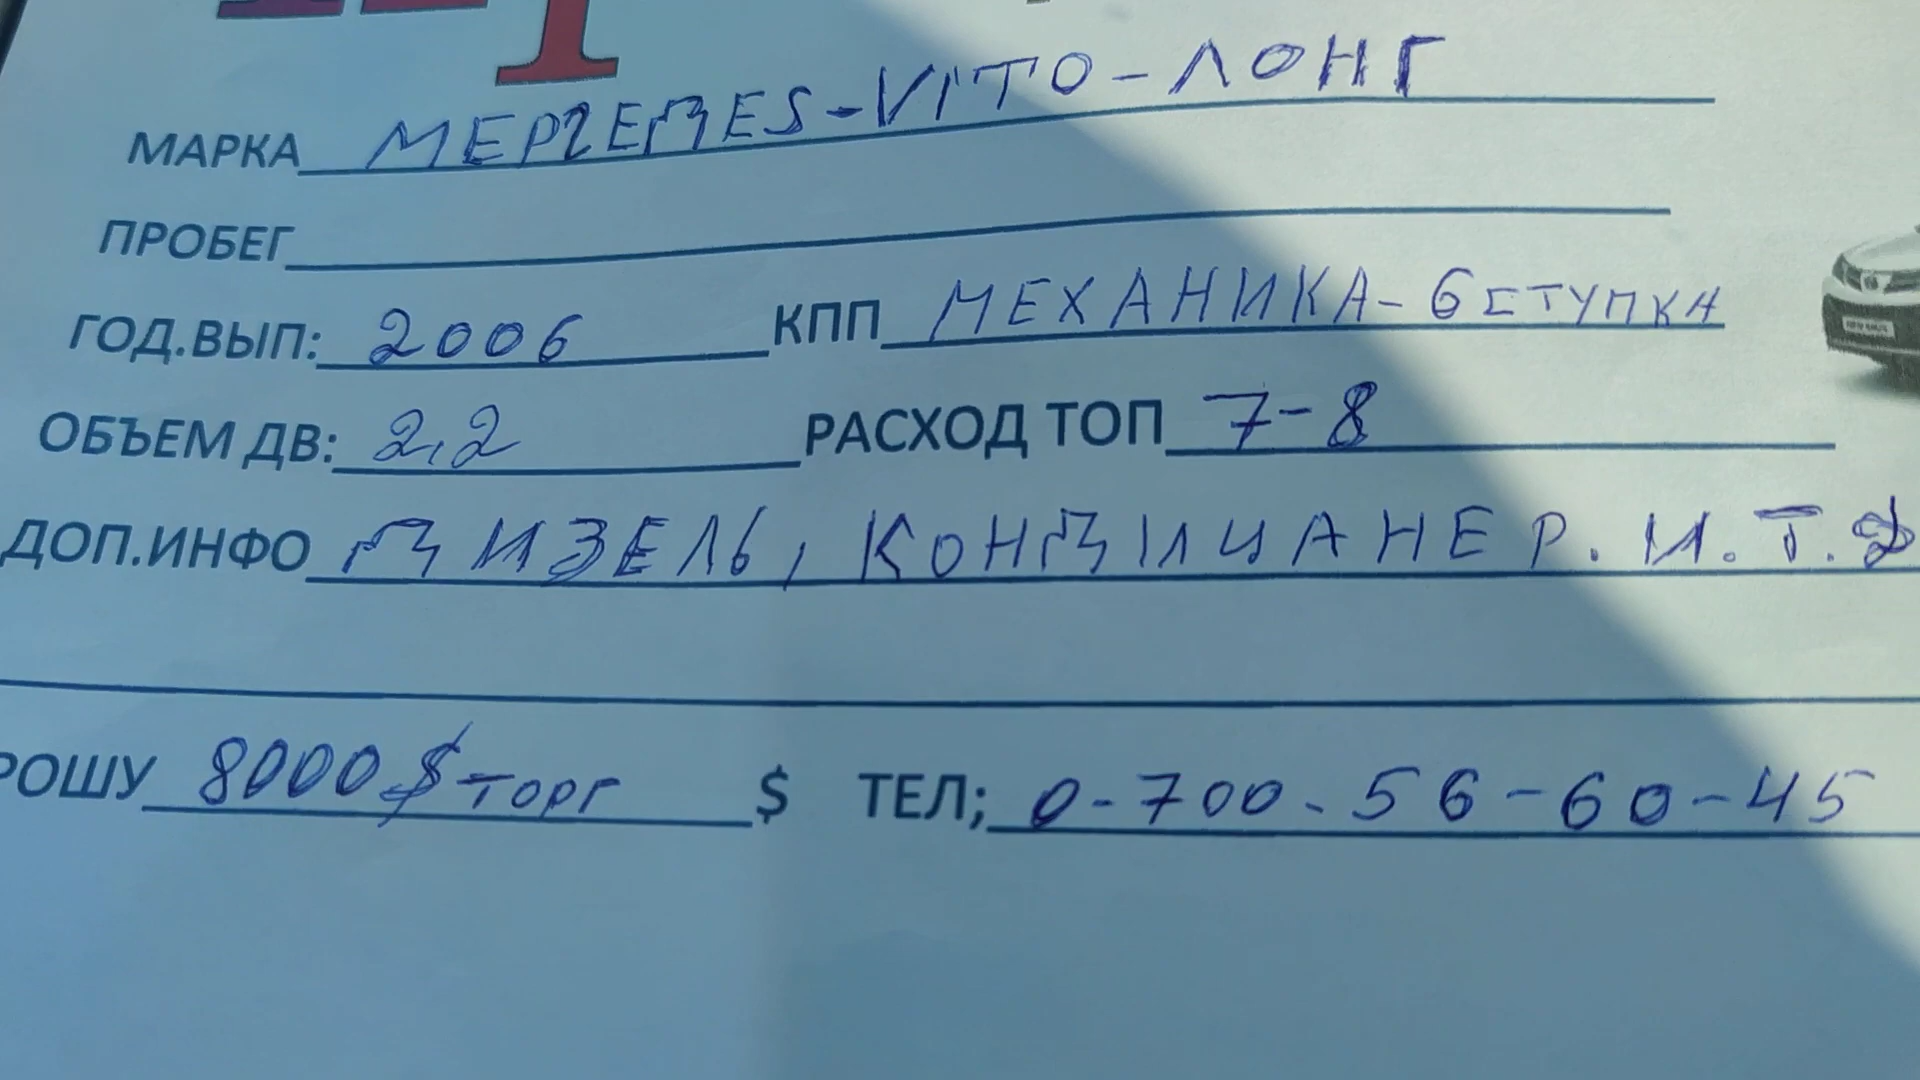 МАРКА МЕРСЕДЕS-VITO-ЛОНГ
ПРОБЕГ
ГОД.ВЫП: 2006 КПП МЕХАНИКА-6СТУПКА
ОБЪЕМ ДВ: 2,2 РАСХОД ТОП 7-8
ДОП.ИНФО ДИЗЕЛЬ, КОНДИЦАНЕР. И.Т.Д
РОШУ 8000$ ТОРГ $ ТЕЛ; 0-700-56-60-45